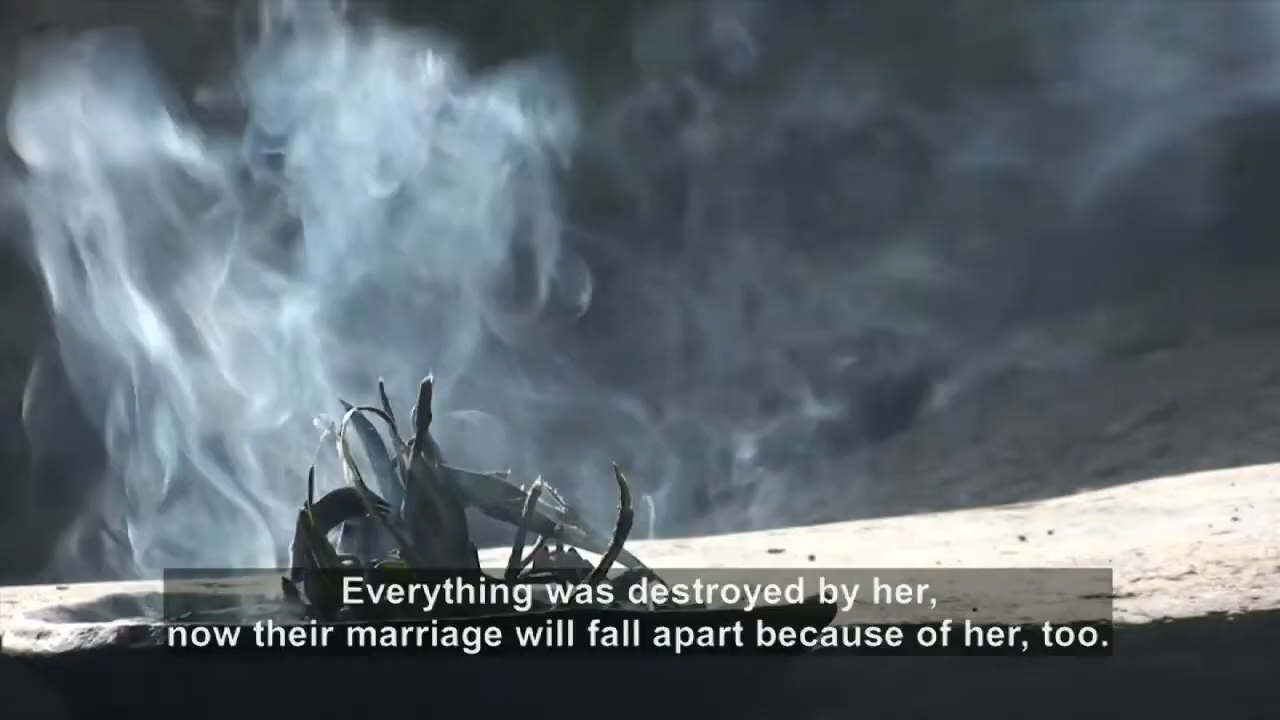 Everything was destroyed by her,
now their marriage will fall apart because of her, too.